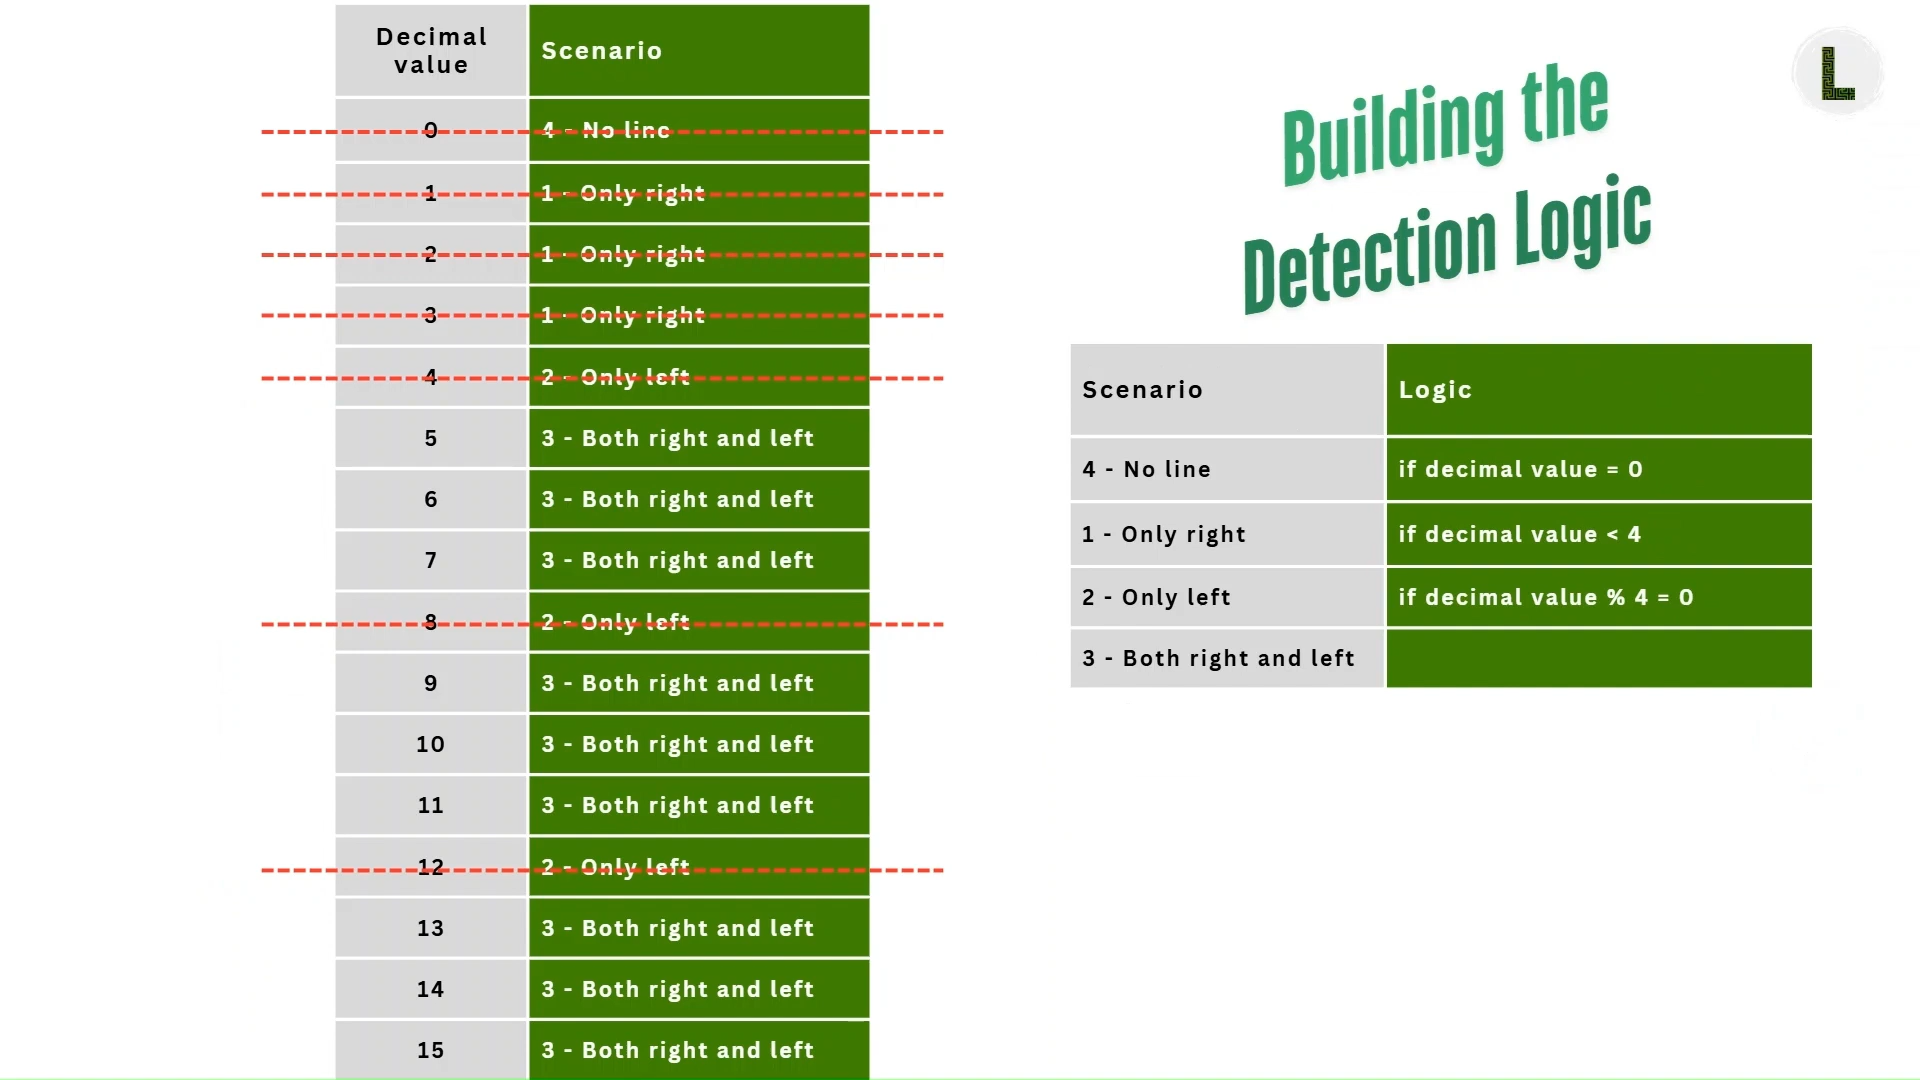 Decimal value
Scenario
0 4 - No line
1 1 - Only right
2 1 - Only right
3 1 - Only right
4 2 - Only left
5 3 - Both right and left
6 3 - Both right and left
7 3 - Both right and left
8 2 - Only left
9 3 - Both right and left
10 3 - Both right and left
11 3 - Both right and left
12 2 - Only left
13 3 - Both right and left
14 3 - Both right and left
15 3 - Both right and left
Building the
Detection Logic
L
Scenario Logic
4 - No line if decimal value = 0
1 - Only right if decimal value < 4
2 - Only left if decimal value % 4 = 0
3 - Both right and left